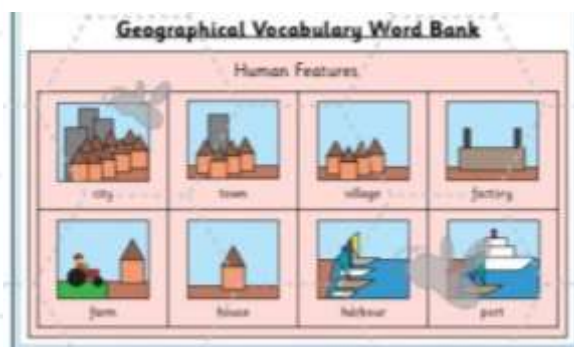 Geographical Vocabulary Word Bank
Human Features
city town village factory
farm house harbour port